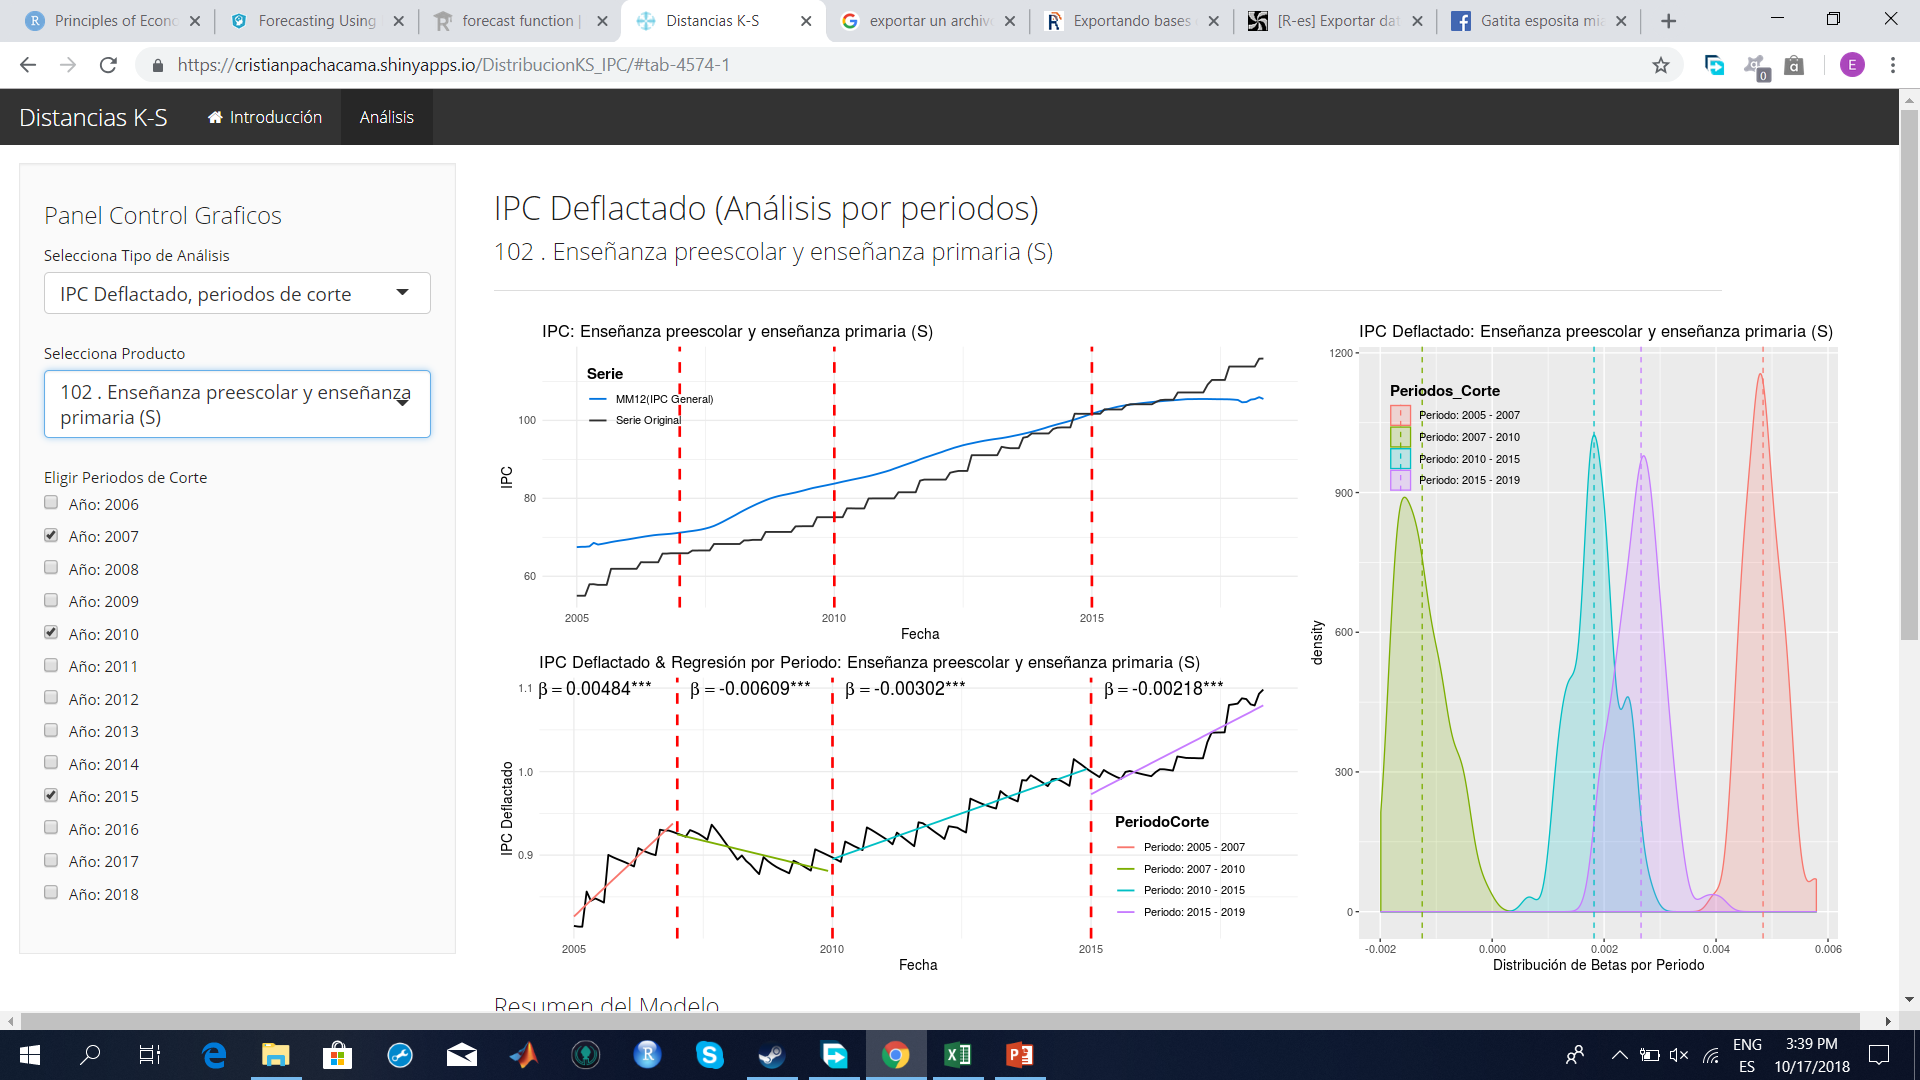 Principles of Econo
Forecasting Using
forecast function |
Distancias K-S
exportar un archivo
Exportando bases
[R-es] Exportar dat
Gatita esposita mia
https://cristianpachacama.shinyapps.io/DistribucionKS_IPC/#tab-4574-1
0
a
E
Distancias K-S
Introducción
Análisis
Panel Control Graficos
Selecciona Tipo de Análisis
IPC Deflactado, periodos de corte
Selecciona Producto
102 . Enseñanza preescolar y enseñanza
primaria (S)
Eligir Periodos de Corte
Año: 2006
Año: 2007
Año: 2008
Año: 2009
Año: 2010
Año: 2011
Año: 2012
Año: 2013
Año: 2014
Año: 2015
Año: 2016
Año: 2017
Año: 2018
IPC Deflactado (Análisis por periodos)
102 . Enseñanza preescolar y enseñanza primaria (S)
IPC: Enseñanza preescolar y enseñanza primaria (S)
Serie
MM12(IPC General)
Serie Original
IPC
100
80
60
2005
2010
2015
Fecha
IPC Deflactado & Regresión por Periodo: Enseñanza preescolar y enseñanza primaria (S)
β = 0.00484***
β = -0.00609***
β = -0.00302***
β = -0.00218***
IPC Deflactado
1.1
1.0
0.9
PeriodoCorte
Periodo: 2005 - 2007
Periodo: 2007 - 2010
Periodo: 2010 - 2015
Periodo: 2015 - 2019
2005
2010
2015
Fecha
IPC Deflactado: Enseñanza preescolar y enseñanza primaria (S)
Periodos_Corte
Periodo: 2005 - 2007
Periodo: 2007 - 2010
Periodo: 2010 - 2015
Periodo: 2015 - 2019
density
1200
900
600
300
0
-0.002
0.000
0.002
0.004
0.006
Distribución de Betas por Periodo
Resumen del Modelo
ENG
ES
3:39 PM
10/17/2018